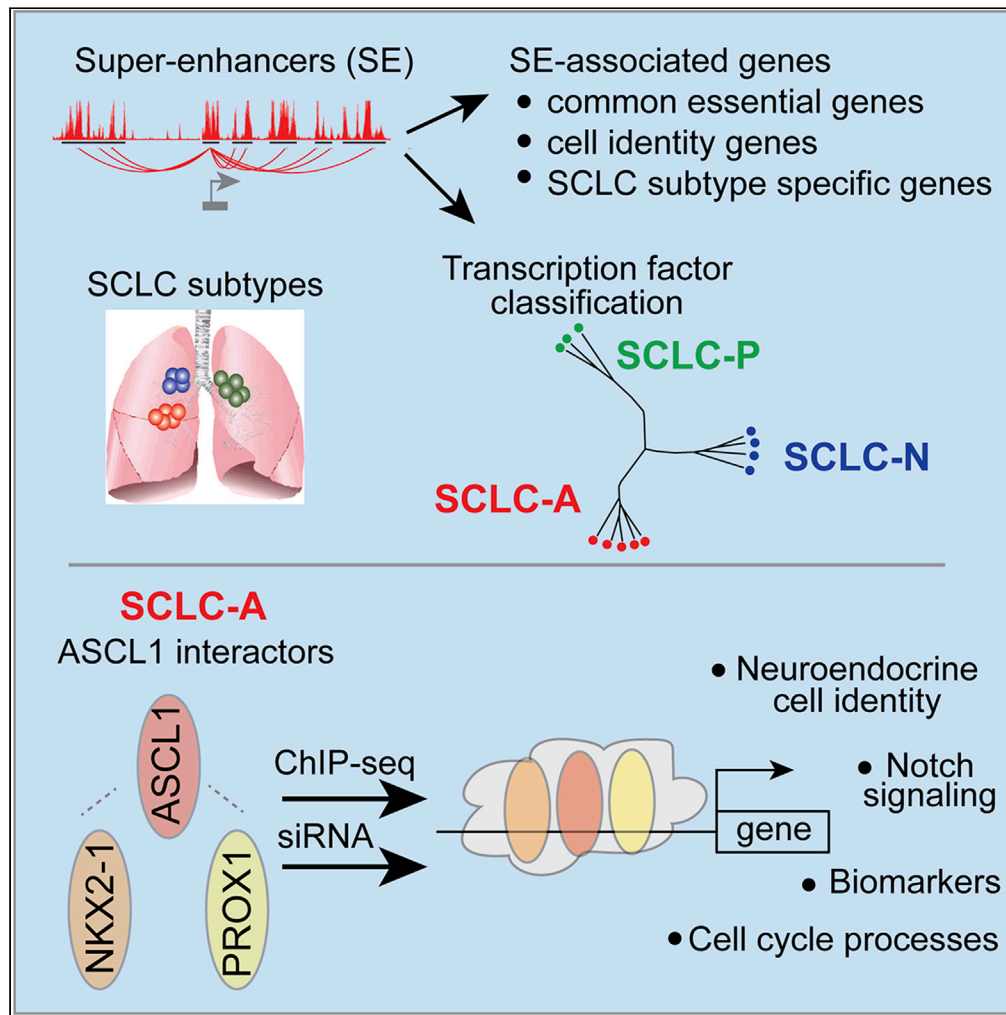 Super-enhancers (SE)
SE-associated genes
• common essential genes
• cell identity genes
• SCLC subtype specific genes
SCLC subtypes
Transcription factor
classification
SCLC-P
SCLC-N
SCLC-A
SCLC-A
ASCL1 interactors
ASCL1
NKX2-1
PROX1
ChIP-seq
siRNA
gene
• Neuroendocrine
cell identity
• Notch
signaling
• Biomarkers
• Cell cycle processes